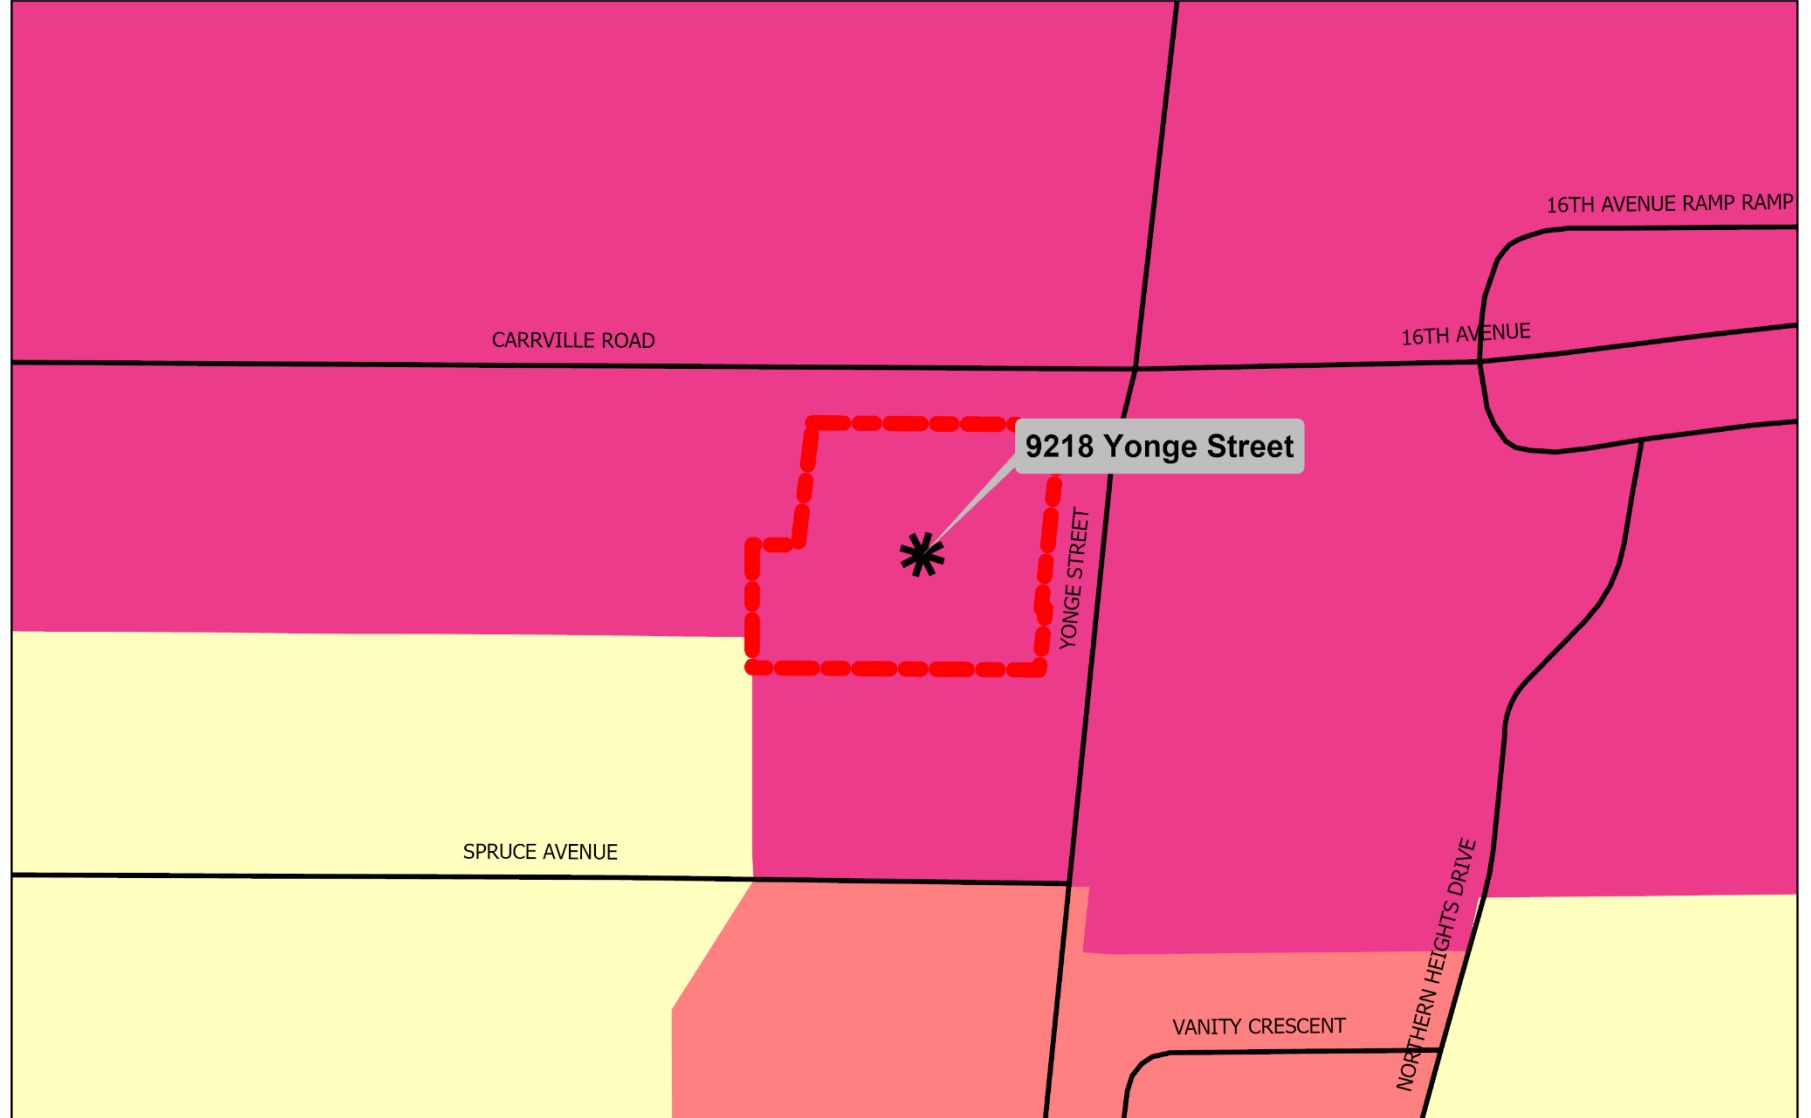 16TH AVENUE RAMP RAMP
CARRVILLE ROAD
16TH AVENUE
9218 Yonge Street
YONGE STREET
SPRUCE AVENUE
NORTHERN HEIGHTS DRIVE
VANITY CRESCENT